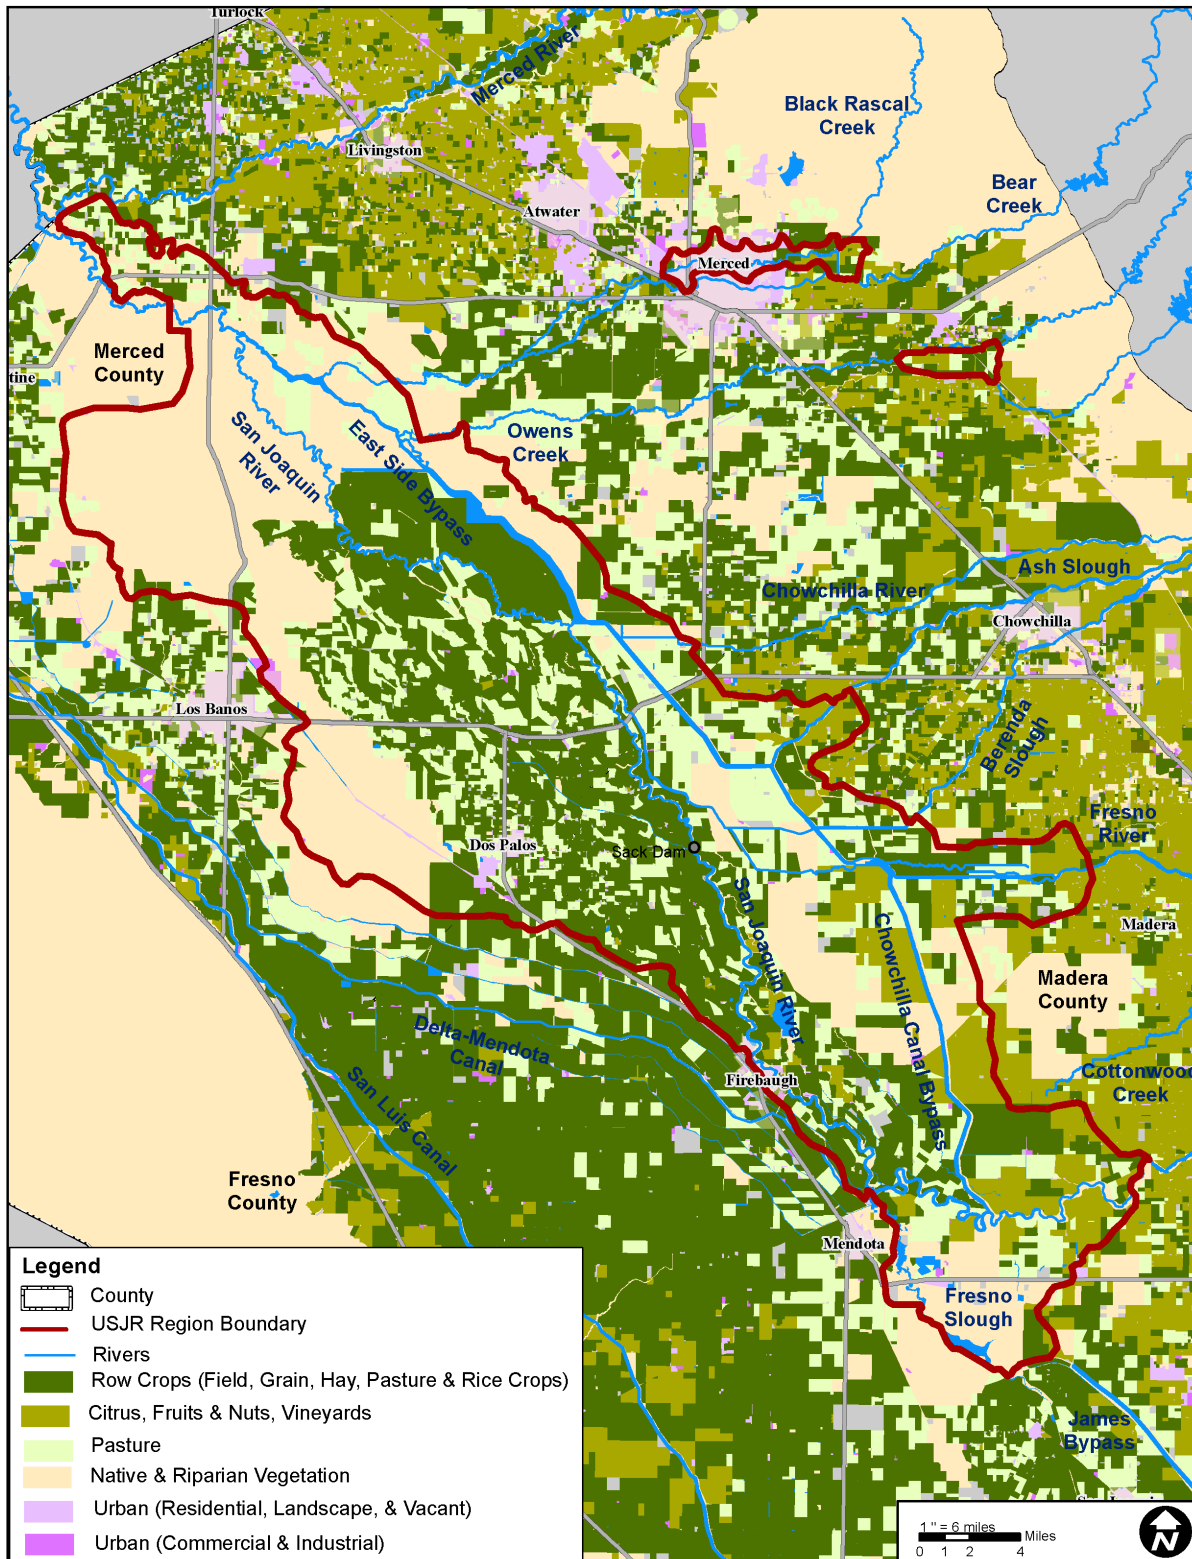 Turlock
Merced River
Black Rascal
Creek
Livingston
Bear
Creek
Atwater
Merced
Merced
County
tine
San Joaquin
River
East Side Bypass
Owens
Creek
Ash Slough
Chowchilla River
Chowchilla
Los Banos
Berenda
Slough
Fresno
River
Dos Palos
Sack Dam
San Joaquin River
Chowchilla Canal Bypass
Madera
Madera
County
Delta-Mendota
Canal
San Luis Canal
Firebaugh
Cottonwood
Creek
Fresno
County
Mendota
Fresno
Slough
James
Bypass
Legend
County
USJR Region Boundary
Rivers
Row Crops (Field, Grain, Hay, Pasture & Rice Crops)
Citrus, Fruits & Nuts, Vineyards
Pasture
Native & Riparian Vegetation
Urban (Residential, Landscape, & Vacant)
Urban (Commercial & Industrial)
1 " = 6 miles
Miles
0 1 2 4
N